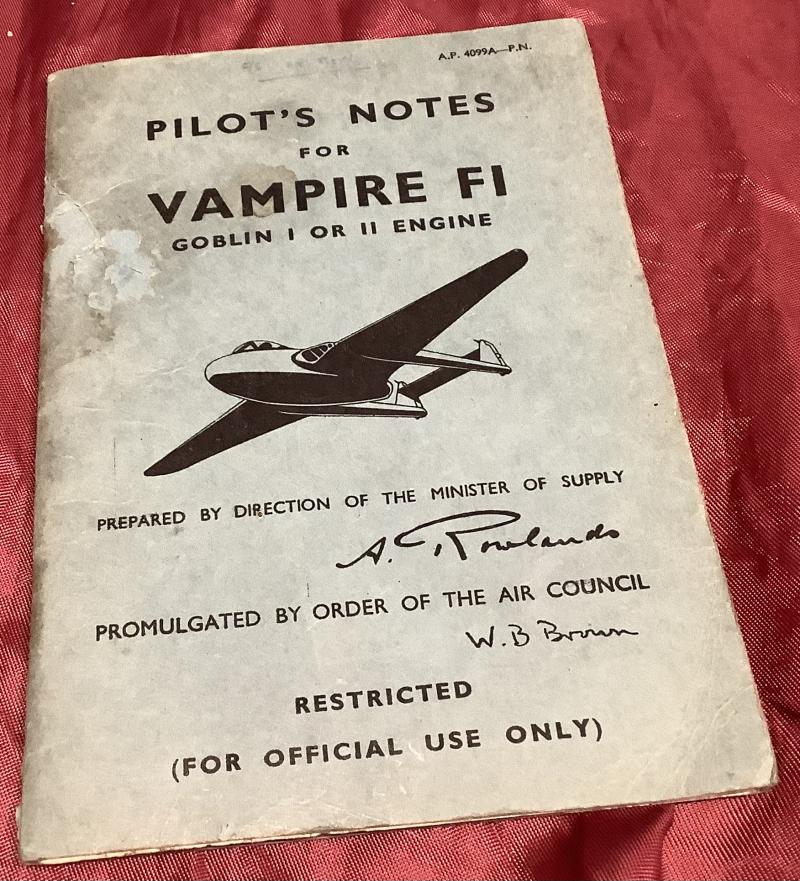 A.P. 4099A—P.N.
PILOT'S NOTES
FOR
VAMPIRE FI
GOBLIN I OR II ENGINE
PREPARED BY DIRECTION OF THE MINISTER OF SUPPLY
A. Rowlands
PROMULGATED BY ORDER OF THE AIR COUNCIL
W. B Brown
RESTRICTED
(FOR OFFICIAL USE ONLY)